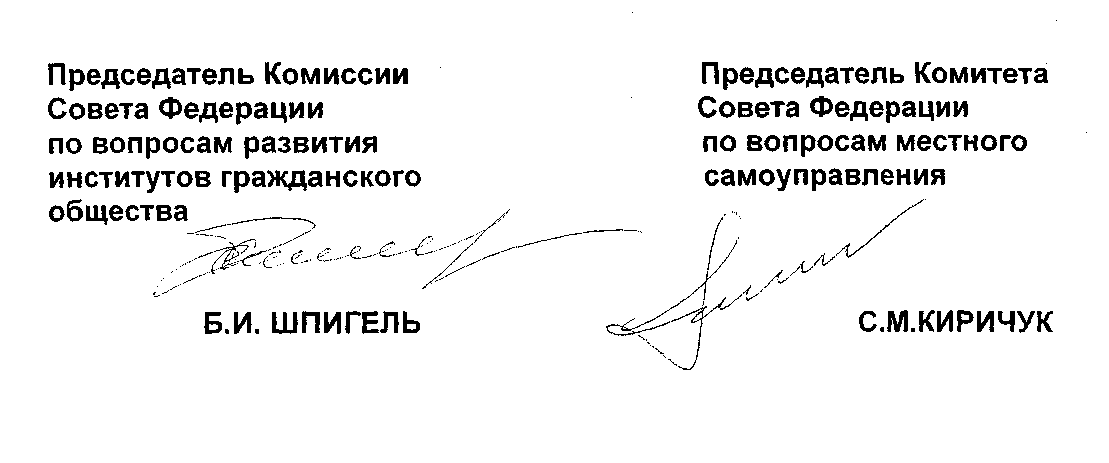 Председатель Комиссии
Совета Федерации
по вопросам развития
институтов гражданского
общества
Б.И. ШПИГЕЛЬ
Председатель Комитета
Совета Федерации
по вопросам местного
самоуправления
С.М.КИРИЧУК